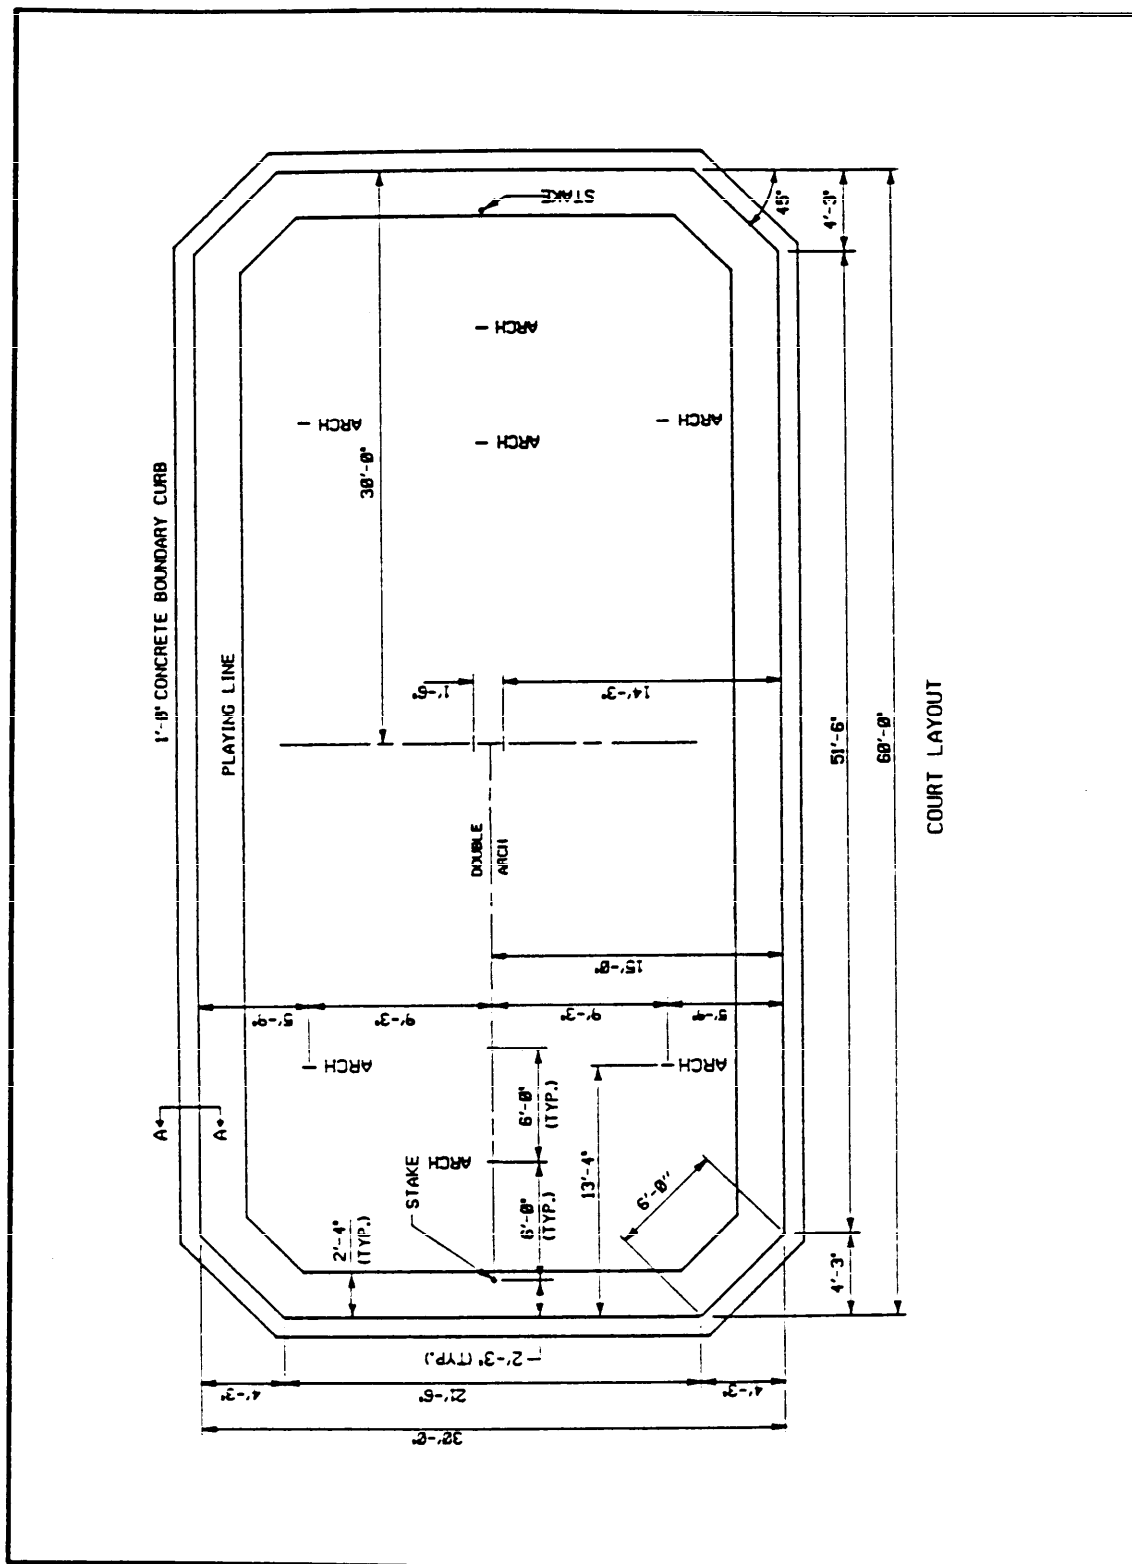 1'-0" CONCRETE BOUNDARY CURB
PLAYING LINE
STAKE
45°
4'-3"
ARCH
ARCH
ARCH
ARCH
30'-0"
1'-6"
14'-3"
51'-6"
60'-0"
COURT LAYOUT
DOUBLE
ARCH
15'-0"
5'-9"
9'-3"
9'-3"
5'-9"
ARCH
ARCH
A
A
6'-0"
(TYP.)
13'-4"
ARCH
STAKE
6'-0"
(TYP.)
6'-0"
2'-4"
(TYP.)
4'-3"
2'-3" (TYP.)
4'-3"
21'-6"
4'-3"
30'-0"